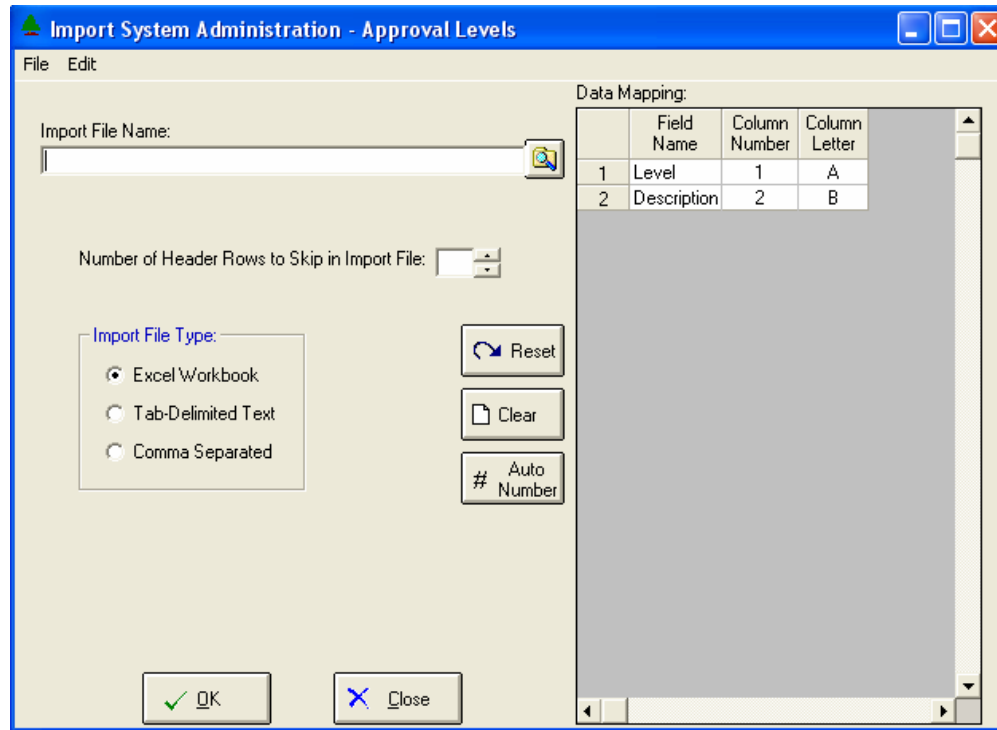 Import System Administration - Approval Levels
File Edit
Data Mapping:
Import File Name:
Field Name Column Number Column Letter
1 Level 1 A
2 Description 2 B
Number of Header Rows to Skip in Import File:
Import File Type:
Excel Workbook
Tab-Delimited Text
Comma Separated
Reset
Clear
# Auto Number
OK
Close